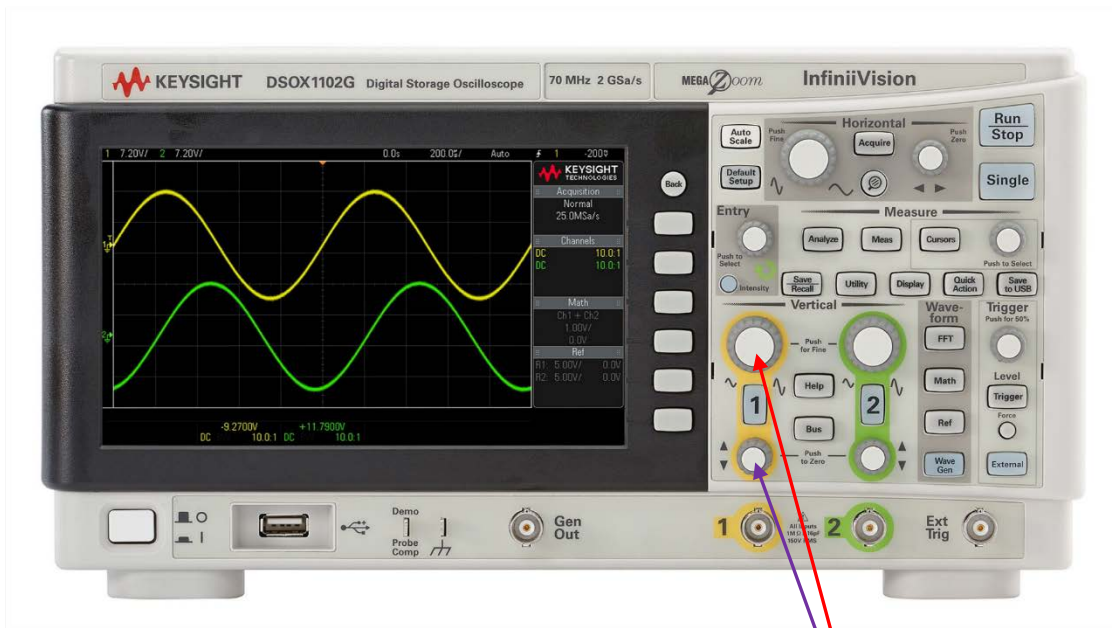 KEYSIGHT DSOX1102G Digital Storage Oscilloscope 70 MHz 2 GSa/s MEGA Zoom InfiniiVision
1 7.20V/ 2 7.20V/ 0.0s 200.0 Auto 1 -200
KEYSIGHT
TECHNOLOGIES
Acquisition
Normal
25.0MSa/s
Channels
DC 10.0:1
DC 10.0:1
Math
Ch1 + Ch2
1.00V/
0.0V
Ref
R1: 5.00V/ 0.0V
R2: 5.00V/ 0.0V
-9.2700V +11.7900V
DC 10.0:1 DC 10.0:1
Back
Horizontal
Auto
Scale
Push
Fine
Acquire
Push
Zero
Run
Stop
Default
Setup
Single
Entry
Push to
Select
Intensity
Measure
Analyze
Meas
Cursors
Push to Select
Save
Recall
Utility
Display
Quick
Action
Save
to USB
Vertical
Push
for Fine
1
Help
2
Bus
Push
to Zero
Wave-
form
FFT
Math
Ref
Wave
Gen
Trigger
Push for 50%
Level
Trigger
Force
External
Demo
Probe
Comp
Gen
Out
1
All Inputs
2
Ext
Trig